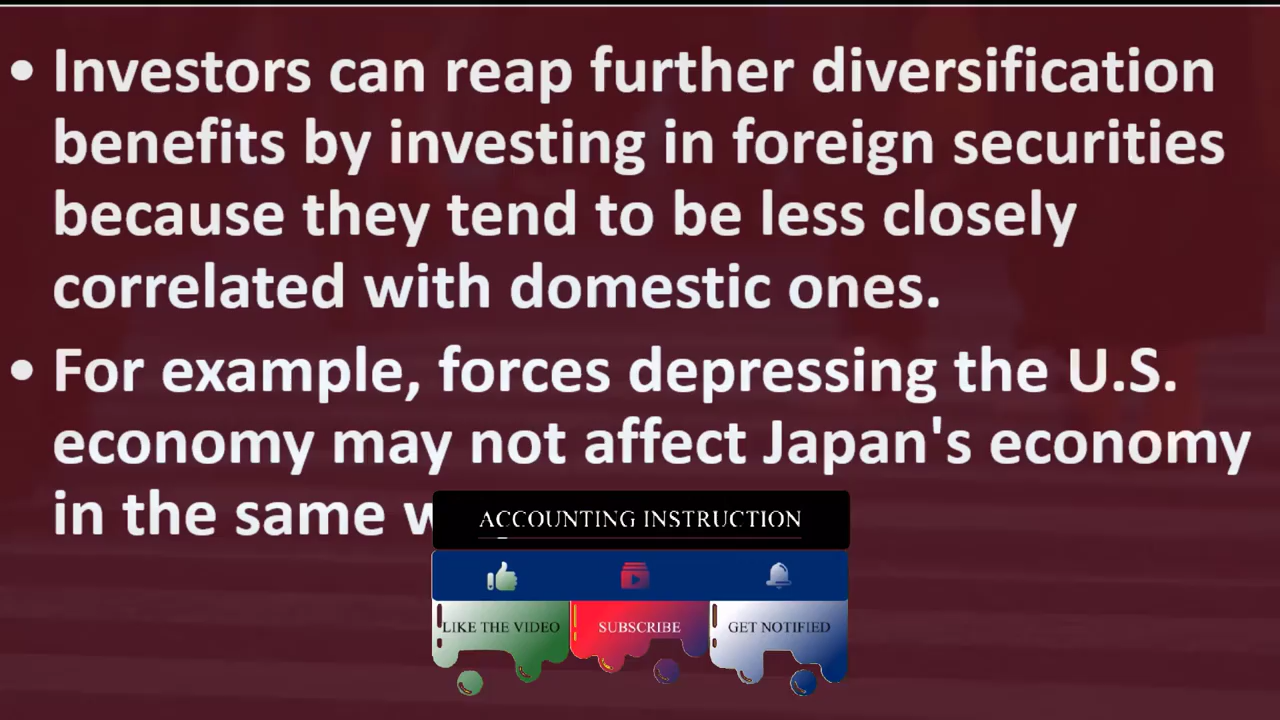 • Investors can reap further diversification
benefits by investing in foreign securities
because they tend to be less closely
correlated with domestic ones.
• For example, forces depressing the U.S.
economy may not affect Japan's economy
in the same
ACCOUNTING INSTRUCTION
LIKE THE VIDEO
SUBSCRIBE
GET NOTIFIED